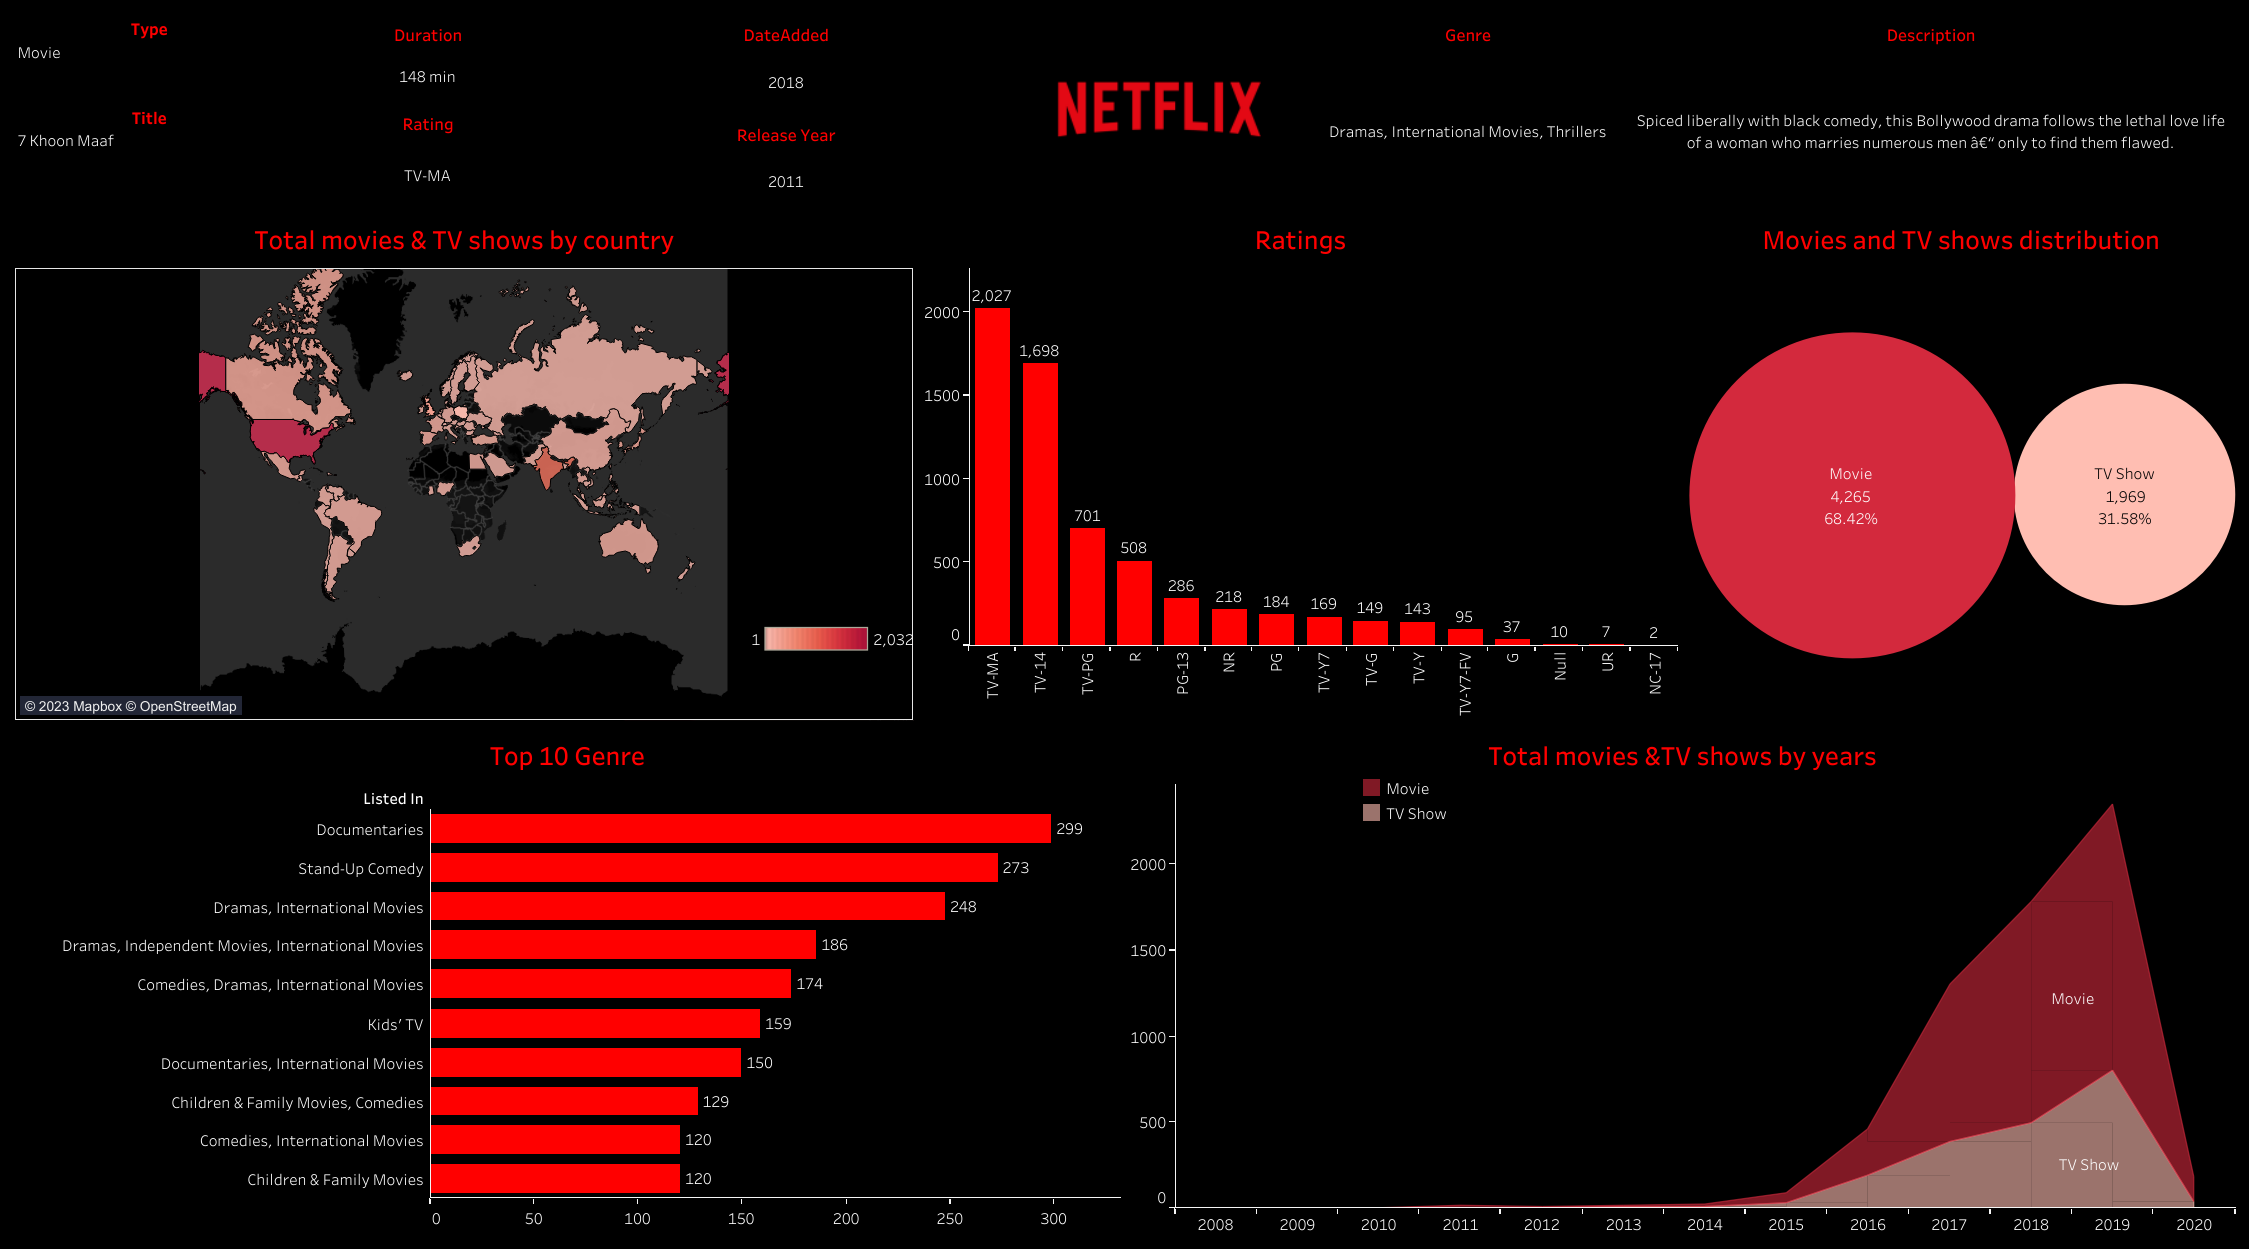 Type
Movie
Title
7 Khoon Maaf
Duration
148 min
Rating
TV-MA
DateAdded
2018
Release Year
2011
NETFLIX
Genre
Dramas, International Movies, Thrillers
Description
Spiced liberally with black comedy, this Bollywood drama follows the lethal love life
of a woman who marries numerous men â€“ only to find them flawed.
Total movies & TV shows by country
1
2,032
© 2023 Mapbox © OpenStreetMap
Ratings
2000
1500
1000
500
0
2,027
1,698
701
508
286
218
184
169
149
143
95
37
10
7
2
TV-MA
TV-14
TV-PG
R
PG-13
NR
PG
TV-Y7
TV-G
TV-Y
TV-Y7-FV
G
Null
UR
NC-17
Movies and TV shows distribution
Movie
4,265
68.42%
TV Show
1,969
31.58%
Top 10 Genre
Listed In
Documentaries
299
Stand-Up Comedy
273
Dramas, International Movies
248
Dramas, Independent Movies, International Movies
186
Comedies, Dramas, International Movies
174
Kids’ TV
159
Documentaries, International Movies
150
Children & Family Movies, Comedies
129
Comedies, International Movies
120
Children & Family Movies
120
0
50
100
150
200
250
300
Total movies &TV shows by years
Movie
TV Show
2000
1500
1000
500
0
Movie
TV Show
2008
2009
2010
2011
2012
2013
2014
2015
2016
2017
2018
2019
2020